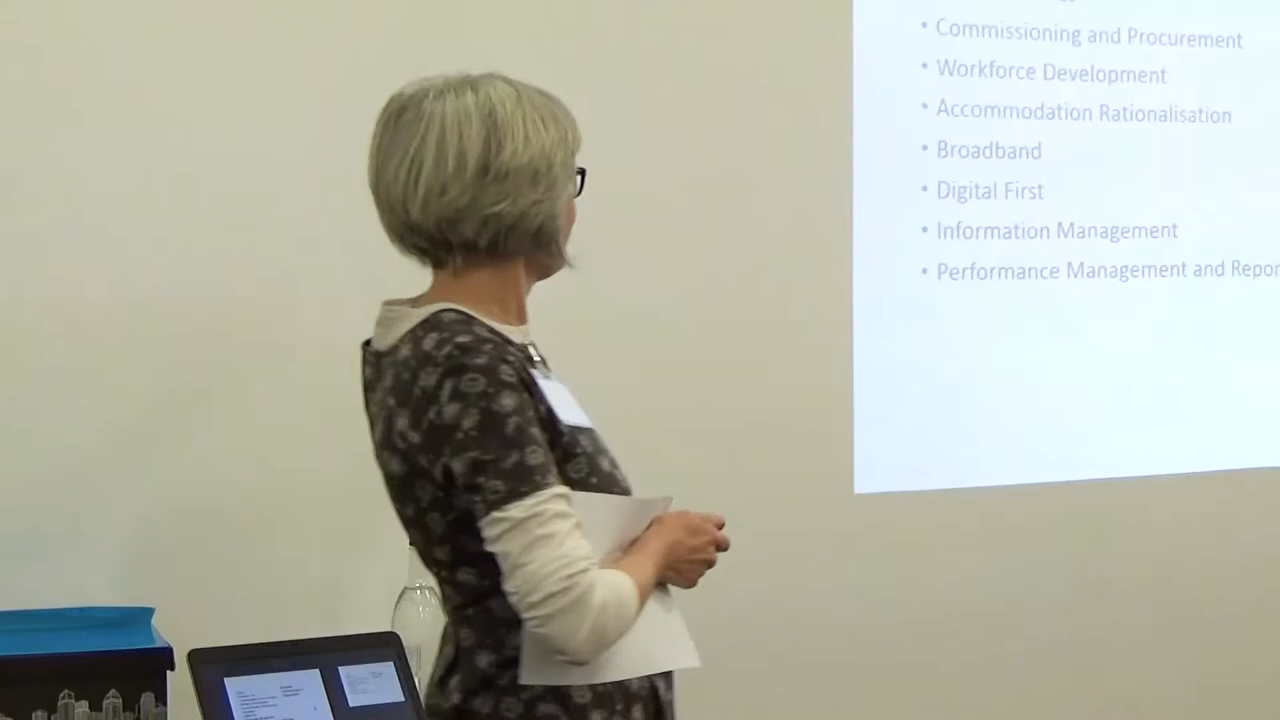 • Commissioning and Procurement
• Workforce Development
• Accommodation Rationalisation
• Broadband
• Digital First
• Information Management
• Performance Management and Repor